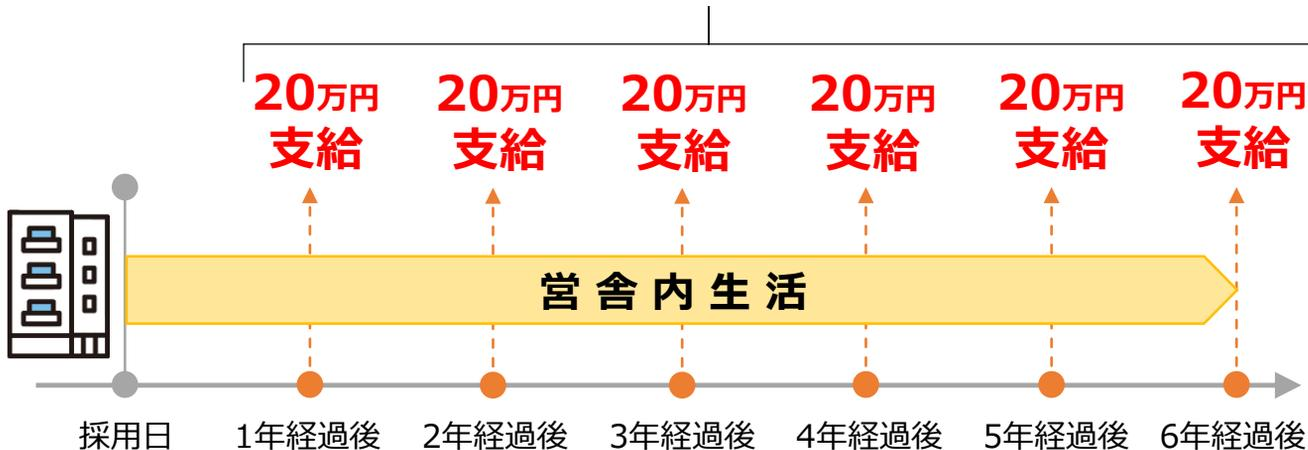 20万円 20万円 20万円 20万円 20万円 20万円
支給 支給 支給 支給 支給 支給
営舎内生活
採用日 1年経過後 2年経過後 3年経過後 4年経過後 5年経過後 6年経過後